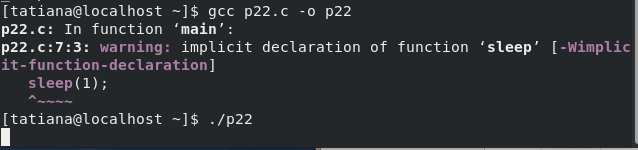 [tatiana@localhost ~]$ gcc p22.c -o p22
p22.c: In function ‘main’:
p22.c:7:3: warning: implicit declaration of function ‘sleep’ [-Wimplic
it-function-declaration]
   sleep(1);
   ^~~~~
[tatiana@localhost ~]$ ./p22